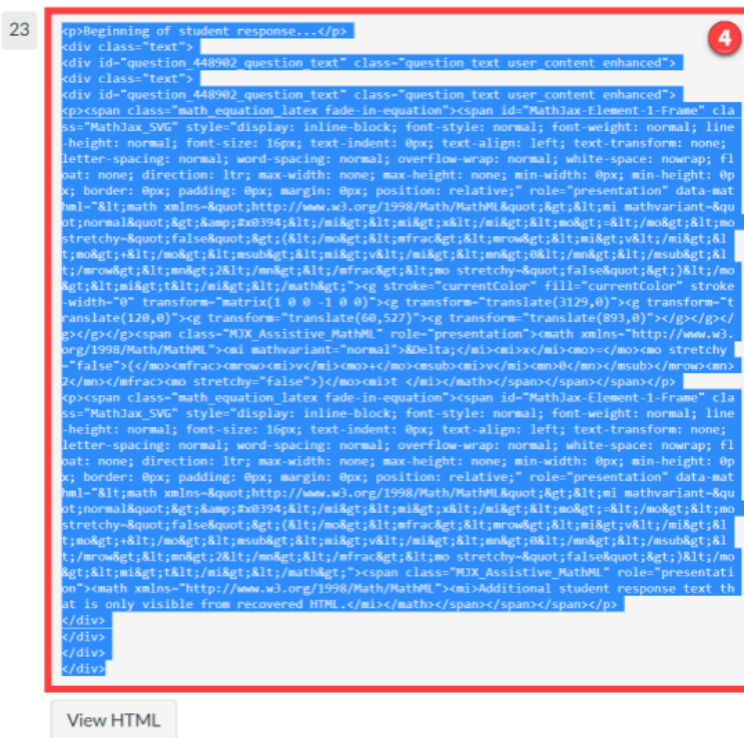 23
4
<p>Beginning of student response...</p>
<div class="text">
<div id="question_448902_question_text" class="question_text user_content enhanced">
<div class="text">
<div id="question_448902_question_text" class="question_text user_content enhanced">
<p><span class="math_equation_latex fade-in-equation"><span id="MathJax-Element-1-Frame" cla
ss="MathJax_SVG" style="display: inline-block; font-style: normal; font-weight: normal; line
-height: normal; font-size: 16px; text-indent: 0px; text-align: left; text-transform: none;
letter-spacing: normal; word-spacing: normal; overflow-wrap: normal; white-space: nowrap; fl
oat: none; direction: ltr; max-width: none; max-height: none; min-width: 0px; min-height: 0p
x; border: 0px; padding: 0px; margin: 0px; position: relative;" role="presentation" data-mat
hml="&lt;math xmlns=&quot;http://www.w3.org/1998/Math/MathML&quot;&gt;&lt;mi mathvariant=&qu
ot;normal&quot;&gt;&amp;#x0394;&lt;/mi&gt;&lt;mi&gt;x&lt;/mi&gt;&lt;mo&gt;=&lt;/mo&gt;&lt;mo
stretchy=&quot;false&quot;&gt;(&lt;/mo&gt;&lt;mfrac&gt;&lt;mrow&gt;&lt;mi&gt;v&lt;/mi&gt;&l
t;mo&gt;+&lt;/mo&gt;&lt;msub&gt;&lt;mi&gt;v&lt;/mi&gt;&lt;mn&gt;0&lt;/mn&gt;&lt;/msub&gt;&l
t;/mrow&gt;&lt;mn&gt;2&lt;/mn&gt;&lt;/mfrac&gt;&lt;mo stretchy=&quot;false&quot;&gt;)&lt;/mo
&gt;&lt;mi&gt;t&lt;/mi&gt;&lt;/math&gt;"><g stroke="currentColor" fill="currentColor" stroke
-width="0" transform="matrix(1 0 0 -1 0 0)"><g transform="translate(3129,0)"><g transform="t
ranslate(120,0)"><g transform="translate(60,527)"><g transform="translate(893,0)"></g></g></
g></g></g><span class="MJX_Assistive_MathML" role="presentation"><math xmlns="http://www.w3.
org/1998/Math/MathML"><mi mathvariant="normal">&Delta;</mi><mi>x</mi><mo>=</mo><mo stretchy
="false">(</mo><mfrac><mrow><mi>v</mi><mo>+</mo><msub><mi>v</mi><mn>0</mn></msub></mrow><mn>
2</mn></mfrac><mo stretchy="false">)</mo><mi>t </mi></math></span></span></span></p>
<p><span class="math_equation_latex fade-in-equation"><span id="MathJax-Element-1-Frame" cla
ss="MathJax_SVG" style="display: inline-block; font-style: normal; font-weight: normal; line
-height: normal; font-size: 16px; text-indent: 0px; text-align: left; text-transform: none;
letter-spacing: normal; word-spacing: normal; overflow-wrap: normal; white-space: nowrap; fl
oat: none; direction: ltr; max-width: none; max-height: none; min-width: 0px; min-height: 0p
x; border: 0px; padding: 0px; margin: 0px; position: relative;" role="presentation" data-mat
hml="&lt;math xmlns=&quot;http://www.w3.org/1998/Math/MathML&quot;&gt;&lt;mi mathvariant=&qu
ot;normal&quot;&gt;&amp;#x0394;&lt;/mi&gt;&lt;mi&gt;x&lt;/mi&gt;&lt;mo&gt;=&lt;/mo&gt;&lt;mo
stretchy=&quot;false&quot;&gt;(&lt;/mo&gt;&lt;mfrac&gt;&lt;mrow&gt;&lt;mi&gt;v&lt;/mi&gt;&l
t;mo&gt;+&lt;/mo&gt;&lt;msub&gt;&lt;mi&gt;v&lt;/mi&gt;&lt;mn&gt;0&lt;/mn&gt;&lt;/msub&gt;&l
t;/mrow&gt;&lt;mn&gt;2&lt;/mn&gt;&lt;/mfrac&gt;&lt;mo stretchy=&quot;false&quot;&gt;)&lt;/mo
&gt;&lt;mi&gt;t&lt;/mi&gt;&lt;/math&gt;"><span class="MJX_Assistive_MathML" role="presentati
on"><math xmlns="http://www.w3.org/1998/Math/MathML"><mi>Additional student response text th
at is only visible from recovered HTML.</mi></math></span></span></span></p>
</div>
</div>
</div>
</div>
View HTML